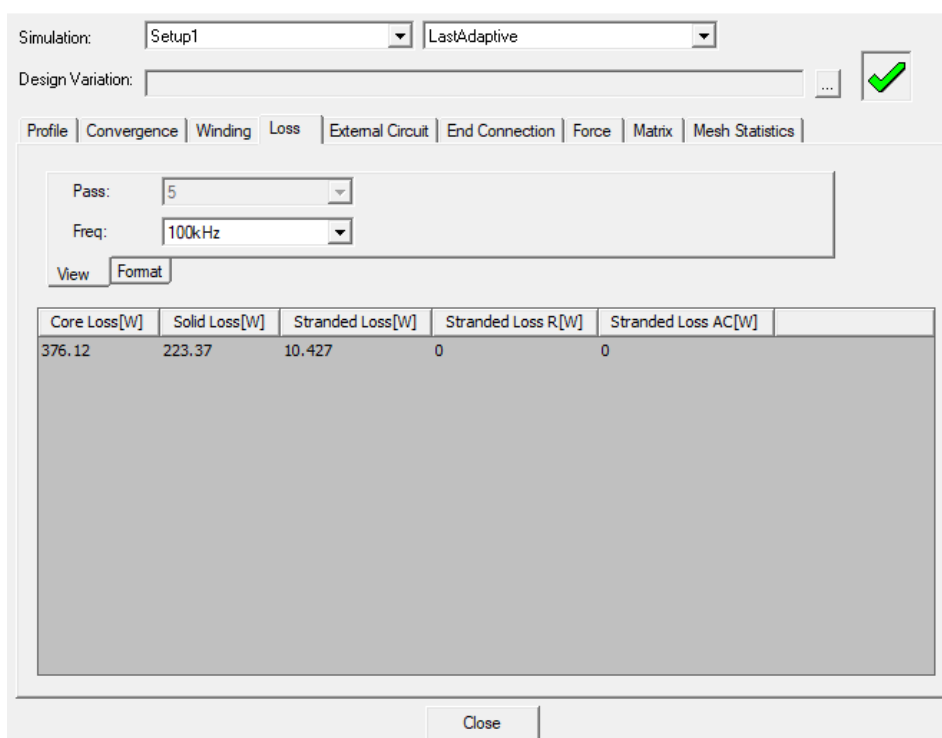 Simulation: Setup1 LastAdaptive
Design Variation: ...
Profile Convergence Winding Loss External Circuit End Connection Force Matrix Mesh Statistics
Pass: 5
Freq: 100kHz
View Format
Core Loss[W] Solid Loss[W] Stranded Loss[W] Stranded Loss R[W] Stranded Loss AC[W]
376.12 223.37 10.427 0 0
Close